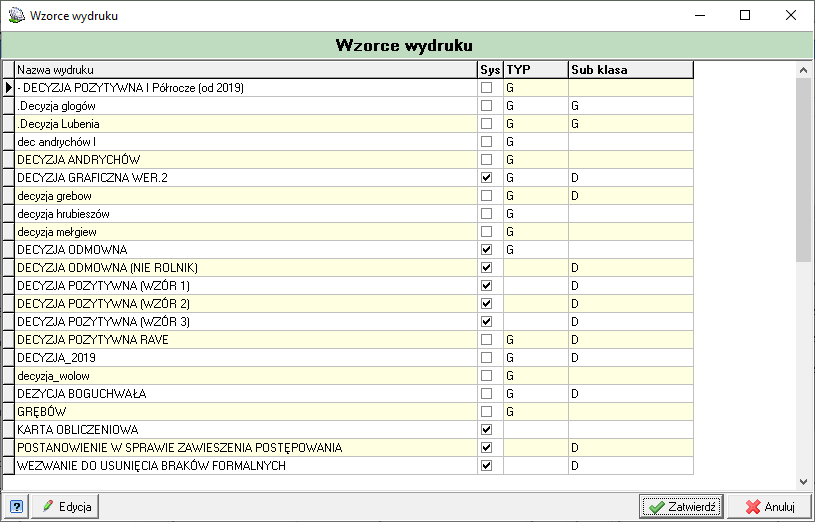 Wzorce wydruku
Wzorce wydruku
Nazwa wydruku Sys TYP Sub klasa
- DECYZJA POZYTYWNA I Półrocze (od 2019) G
.Decyzja glogów G G
.Decyzja Lubenia G G
dec andrychów I G
DECYZJA ANDRYCHÓW G
DECYZJA GRAFICZNA WER.2 G D
decyzja grebow G D
decyzja hrubieszów G
decyzja mełgiew G
DECYZJA ODMOWNA G
DECYZJA ODMOWNA (NIE ROLNIK) D
DECYZJA POZYTYWNA (WZÓR 1) D
DECYZJA POZYTYWNA (WZÓR 2) D
DECYZJA POZYTYWNA (WZÓR 3) D
DECYZJA POZYTYWNA RAVE G D
DECYZJA_2019 G D
decyzja_wolow G
DEZYCJA BOGUCHWAŁA G D
GRĘBÓW G
KARTA OBLICZENIOWA
POSTANOWIENIE W SPRAWIE ZAWIESZENIA POSTĘPOWANIA D
WEZWANIE DO USUNIĘCIA BRAKÓW FORMALNYCH D
? Edycja Zatwierdź Anuluj